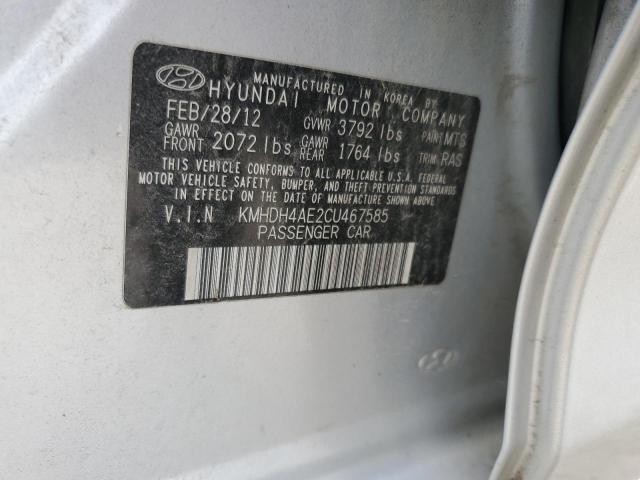 MANUFACTURED IN KOREA BY
HYUNDAI MOTOR COMPANY
FEB/28/12 GVWR 3792 lbs PAINT MTS
GAWR FRONT 2072 lbs GAWR REAR 1764 lbs TRIM RAS
THIS VEHICLE CONFORMS TO ALL APPLICABLE U.S.A. FEDERAL
MOTOR VEHICLE SAFETY, BUMPER, AND THEFT PREVENTION STANDARDS
IN EFFECT ON THE DATE OF MANUFACTURE SHOWN ABOVE.
V.I.N KMHDH4AE2CU467585
PASSENGER CAR